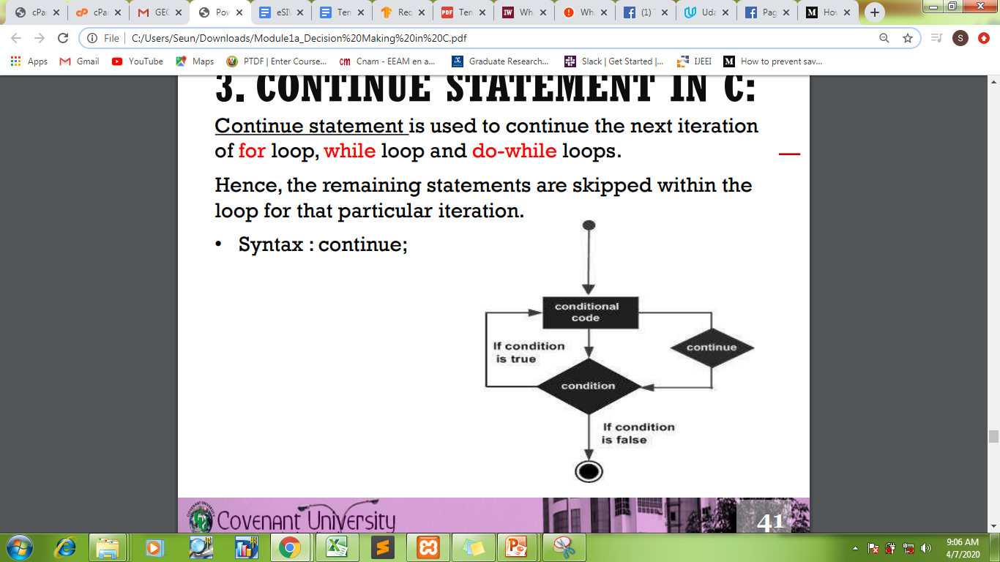 cPa
cPa
GEC
Pow
eSI
Ten
Req
Ten
Wh
Wh
(1)
Uda
Pag
Hov
File
C:/Users/Seun/Downloads/Module1a_Decision%20Making%20in%20C.pdf
S
Apps
Gmail
YouTube
Maps
PTDF | Enter Course...
Cnam - EEAM en a...
Graduate Research...
Slack | Get Started |...
IJEEI
How to prevent sav...
3. CONTINUE STATEMENT IN C:
Continue statement is used to continue the next iteration
of for loop, while loop and do-while loops.
Hence, the remaining statements are skipped within the
loop for that particular iteration.
• Syntax : continue;
conditional
code
If condition
is true
continue
condition
If condition
is false
Covenant University
41
9:06 AM
4/7/2020